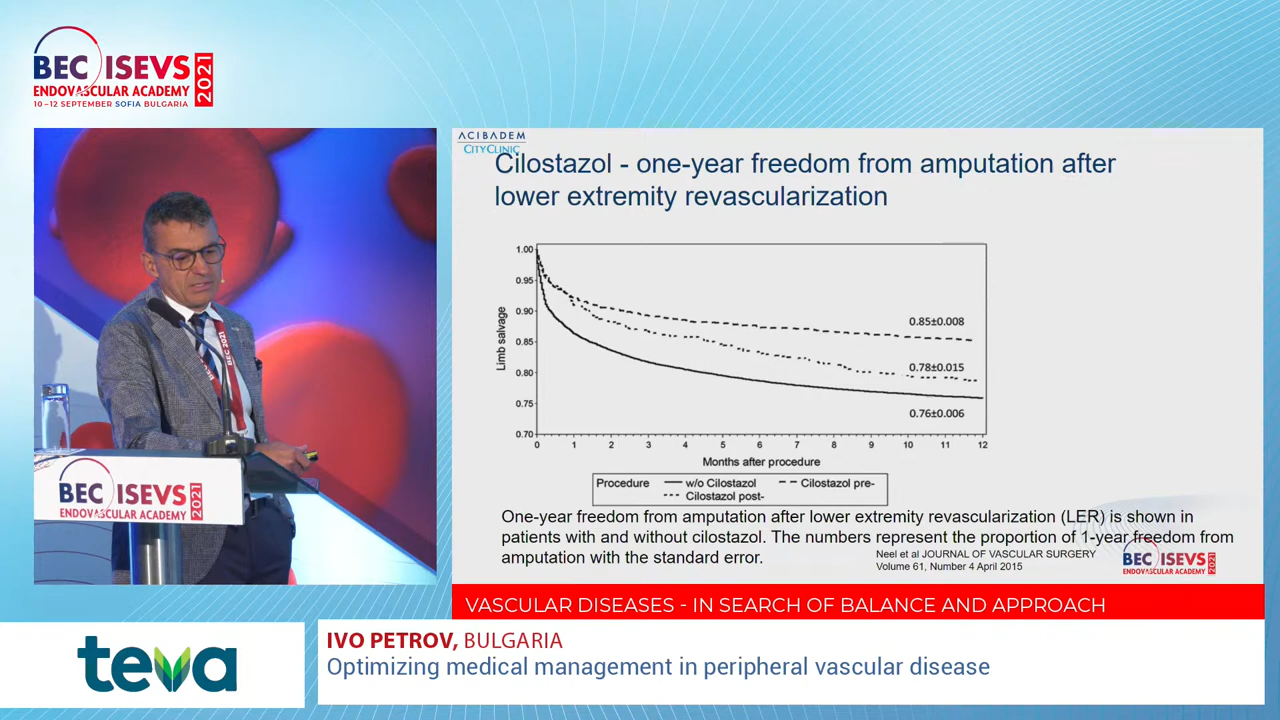 BEC ISEVS
ENDOVASCULAR ACADEMY
2021
10 – 12 SEPTEMBER SOFIA BULGARIA
BEC 2021
BEC ISEVS
ENDOVASCULAR ACADEMY
2021
ACIBADEM
CITYCLINIC
Cilostazol - one-year freedom from amputation after
lower extremity revascularization
Limb salvage
1.00
0.95
0.90
0.85
0.80
0.75
0.70
0.85±0.008
0.78±0.015
0.76±0.006
0 1 2 3 4 5 6 7 8 9 10 11 12
Months after procedure
Procedure w/o Cilostazol Cilostazol pre-
Cilostazol post-
One-year freedom from amputation after lower extremity revascularization (LER) is shown in
patients with and without cilostazol. The numbers represent the proportion of 1-year freedom from
amputation with the standard error.
Neel et al JOURNAL OF VASCULAR SURGERY
Volume 61, Number 4 April 2015
BEC ISEVS
ENDOVASCULAR ACADEMY
2021
VASCULAR DISEASES - IN SEARCH OF BALANCE AND APPROACH
teva
IVO PETROV, BULGARIA
Optimizing medical management in peripheral vascular disease